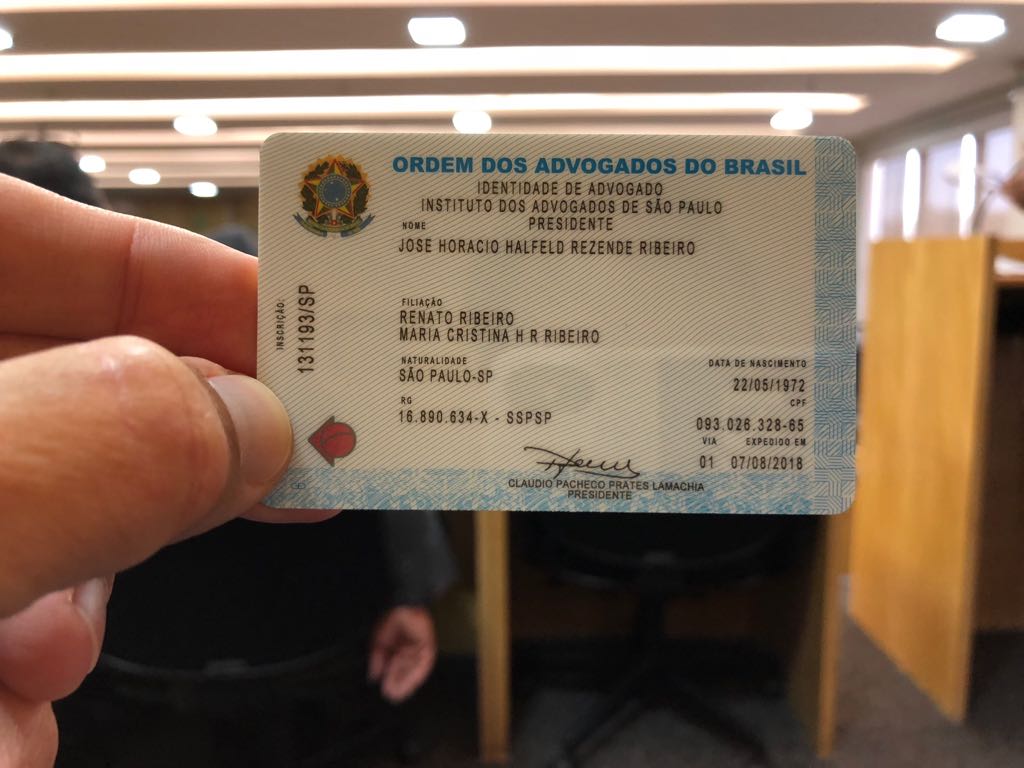 ORDEM DOS ADVOGADOS DO BRASIL
IDENTIDADE DE ADVOGADO
INSTITUTO DOS ADVOGADOS DE SÃO PAULO
PRESIDENTE
NOME
JOSE HORACIO HALFELD REZENDE RIBEIRO
INSCRIÇÃO:
131193/SP
FILIAÇÃO
RENATO RIBEIRO
MARIA CRISTINA H R RIBEIRO
NATURALIDADE
SÃO PAULO-SP
DATA DE NASCIMENTO
22/05/1972
RG
16.890.634-X - SSPSP
CPF
093.026.328-65
VIA EXPEDIDO EM
01 07/08/2018
CLAUDIO PACHECO PRATES LAMACHIA
PRESIDENTE